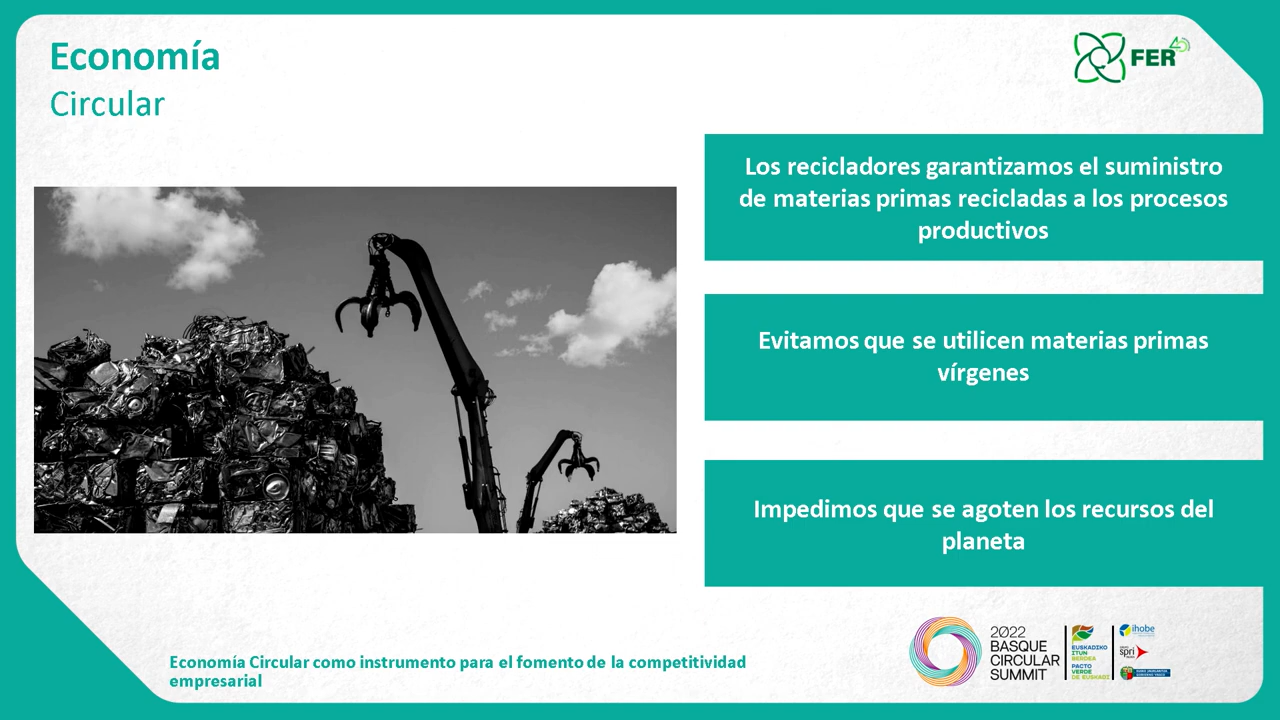 Economía
Circular
FER
40
Los recicladores garantizamos el suministro
de materias primas recicladas a los procesos
productivos
Evitamos que se utilicen materias primas
vírgenes
Impedimos que se agoten los recursos del
planeta
Economía Circular como instrumento para el fomento de la competitividad
empresarial
2022
BASQUE
CIRCULAR
SUMMIT
EUSKADIKO
ITUN
BERDEA
PACTO
VERDE
DE EUSKADI
ihobe
spri